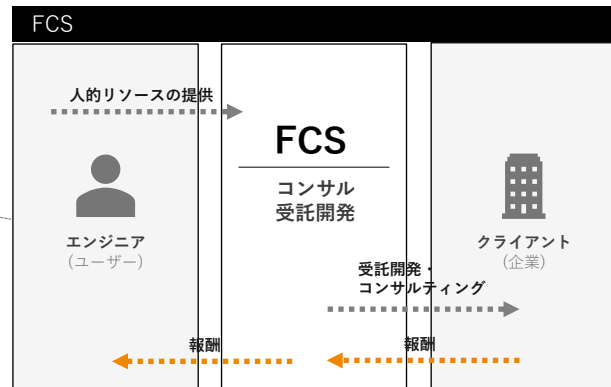 FCS
人的リソースの提供
FCS
コンサル
受託開発
エンジニア
(ユーザー)
クライアント
(企業)
受託開発・
コンサルティング
報酬
報酬